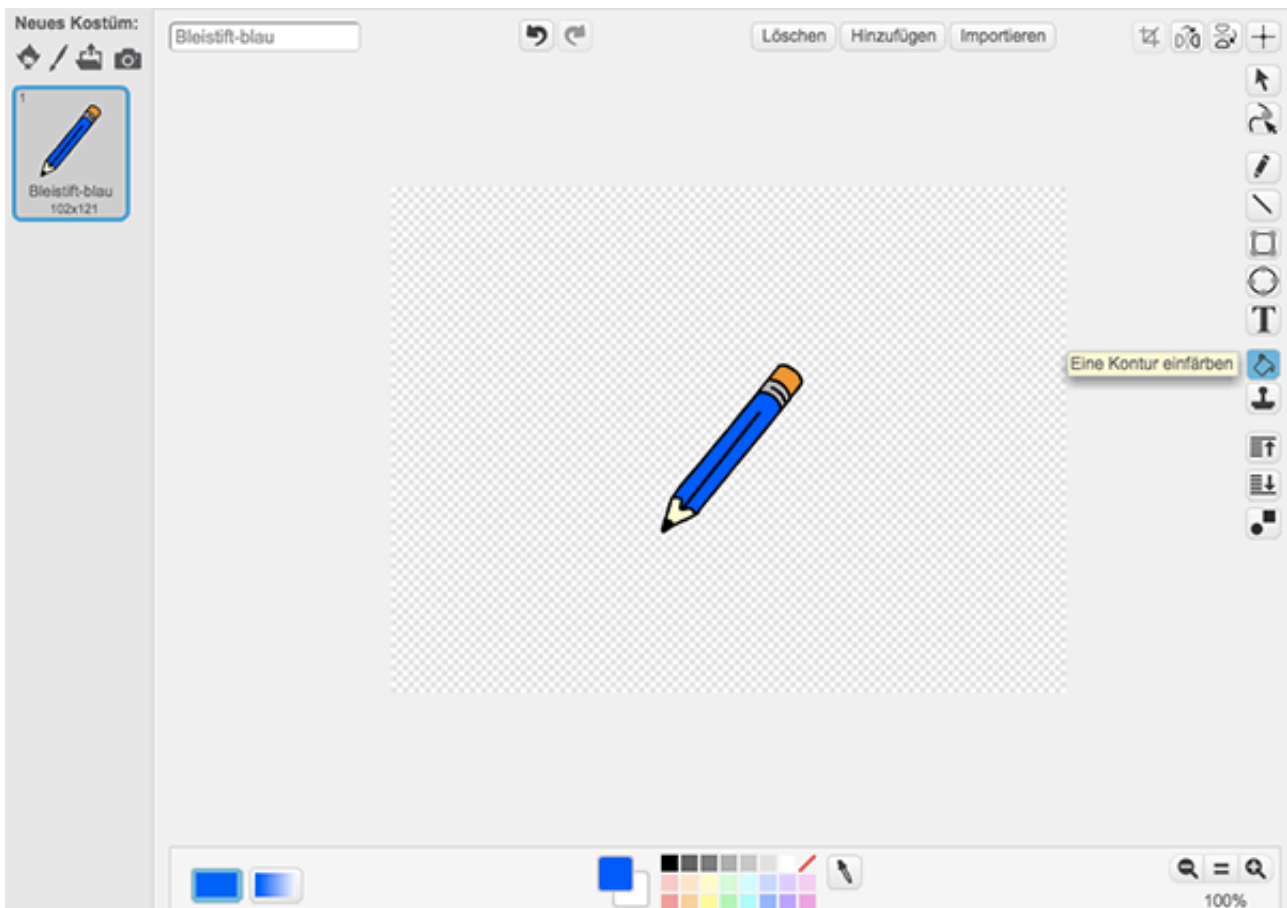 Neues Kostüm:
Bleistift-blau
Löschen
Hinzufügen
Importieren
1
Bleistift-blau
102x121
T
Eine Kontur einfärben
100%